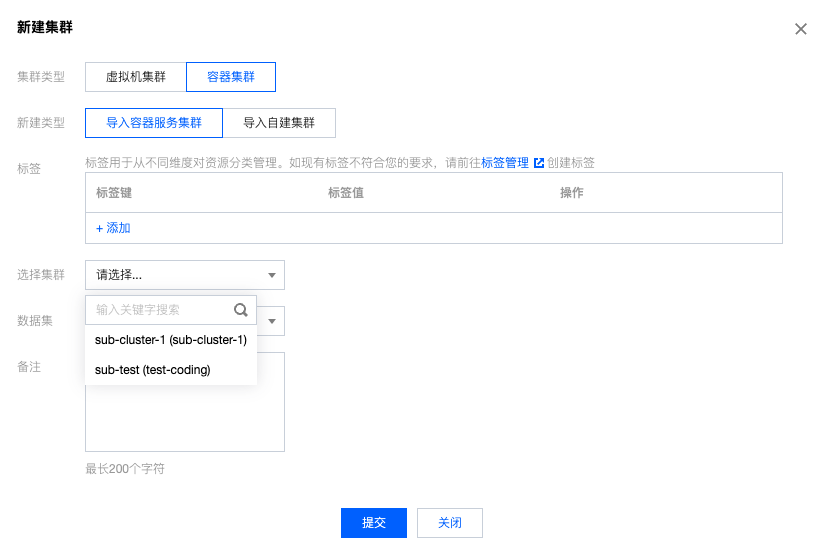 新建集群
集群类型 虚拟机集群 容器集群
新建类型 导入容器服务集群 导入自建集群
标签 标签用于从不同维度对资源分类管理。如现有标签不符合您的要求，请前往标签管理 创建标签
标签键 标签值 操作
+ 添加
选择集群 请选择...
输入关键字搜索
数据集
sub-cluster-1 (sub-cluster-1)
备注
sub-test (test-coding)
最长200个字符
提交 关闭